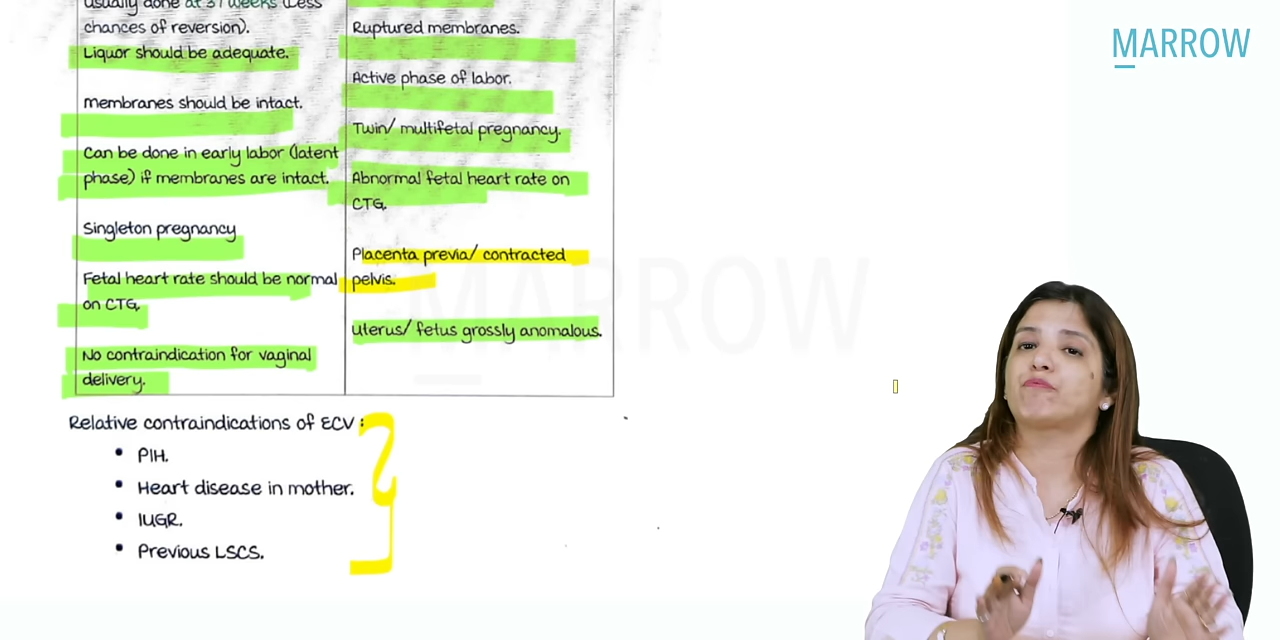 usually done at 37 weeks (Less
chances of reversion).
Liquor should be adequate.
membranes should be intact.
Can be done in early labor (latent
phase) if membranes are intact.
Singleton pregnancy
Fetal heart rate should be normal
on CTG.
No contraindication for vaginal
delivery.
Ruptured membranes.
Active phase of labor.
Twin/ multifetal pregnancy.
Abnormal fetal heart rate on
CTG.
Placenta previa/ contracted
pelvis.
uterus/ fetus grossly anomalous.
Relative contraindications of ECV :
• PIH.
• Heart disease in mother.
• IUGR.
• Previous LSCS.
MARROW
MARROW